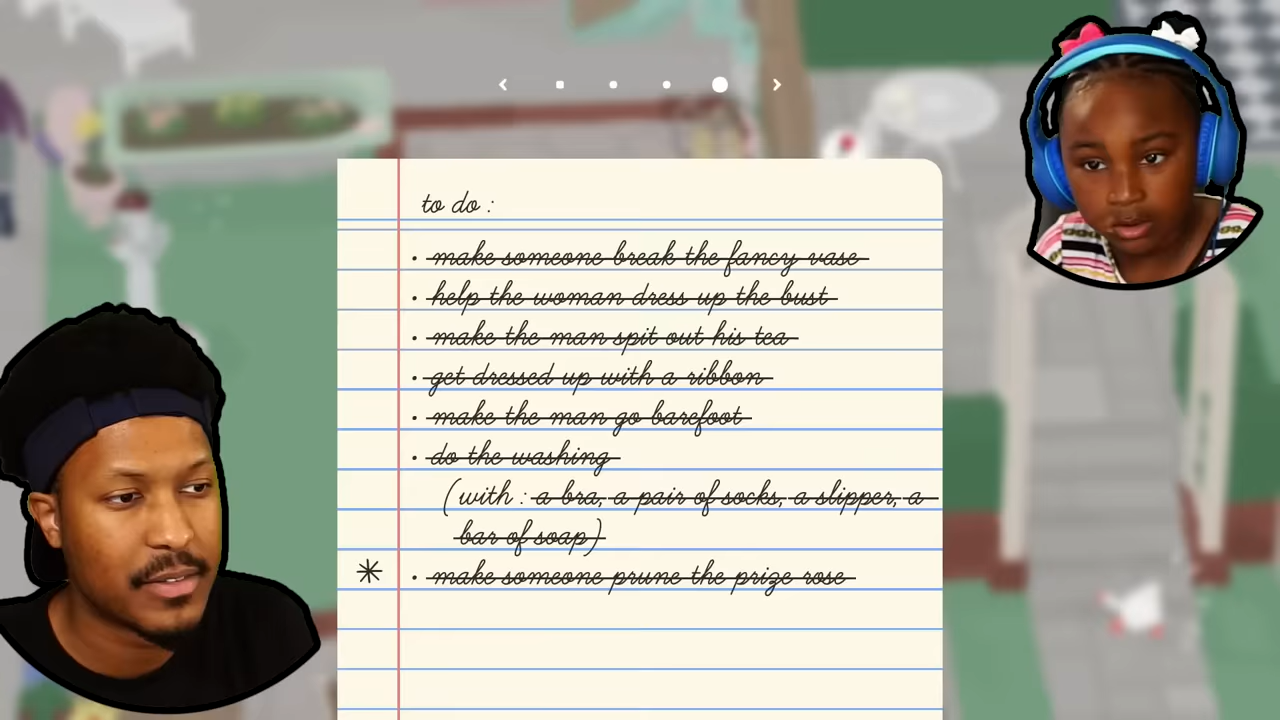 to do :
• make someone break the fancy vase
• help the woman dress up the bust
• make the man spit out his tea
• get dressed up with a ribbon
• make the man go barefoot
• do the washing
(with : a bra, a pair of socks, a slipper, a
bar of soap)
• make someone prune the prize rose